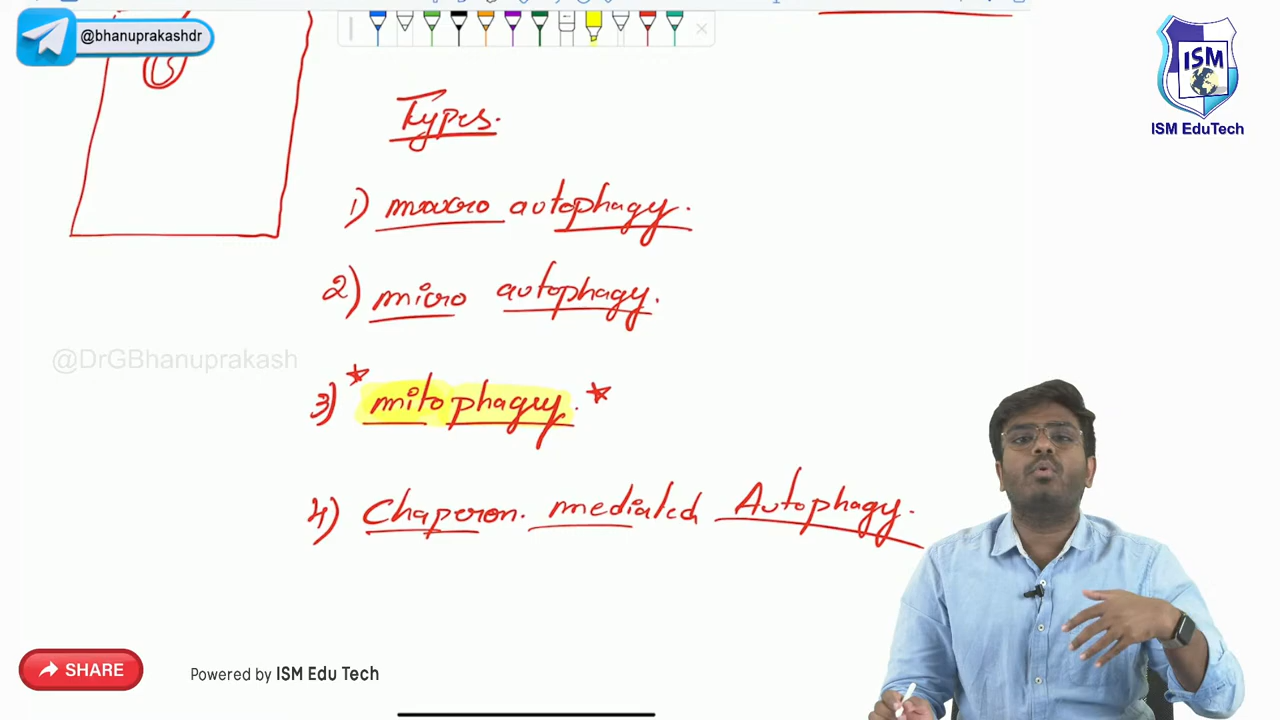 @bhanuprakashdr
ISM
ISM EduTech
Types.
1) macro autophagy.
2) micro autophagy.
@DrGBhanuprakash
3) * mitophagy. *
4) Chaperon. mediated Autophagy.
SHARE
Powered by ISM Edu Tech